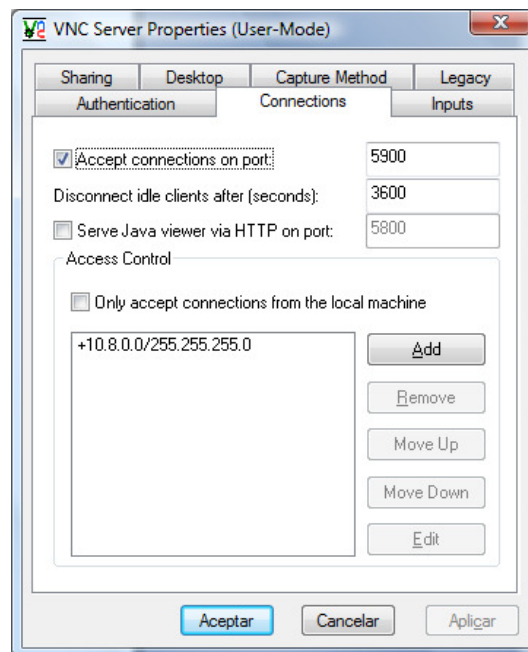 VNC Server Properties (User-Mode)
Sharing Desktop Capture Method Legacy
Authentication Connections Inputs
Accept connections on port: 5900
Disconnect idle clients after (seconds): 3600
Serve Java viewer via HTTP on port: 5800
Access Control
Only accept connections from the local machine
+10.8.0.0/255.255.255.0
Add
Remove
Move Up
Move Down
Edit
Aceptar Cancelar Aplicar